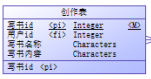 创作表
写书id <pi> Integer <M>
用户id <fi> Integer
写书名称 Characters
写书内容 Characters
写书id <pi>